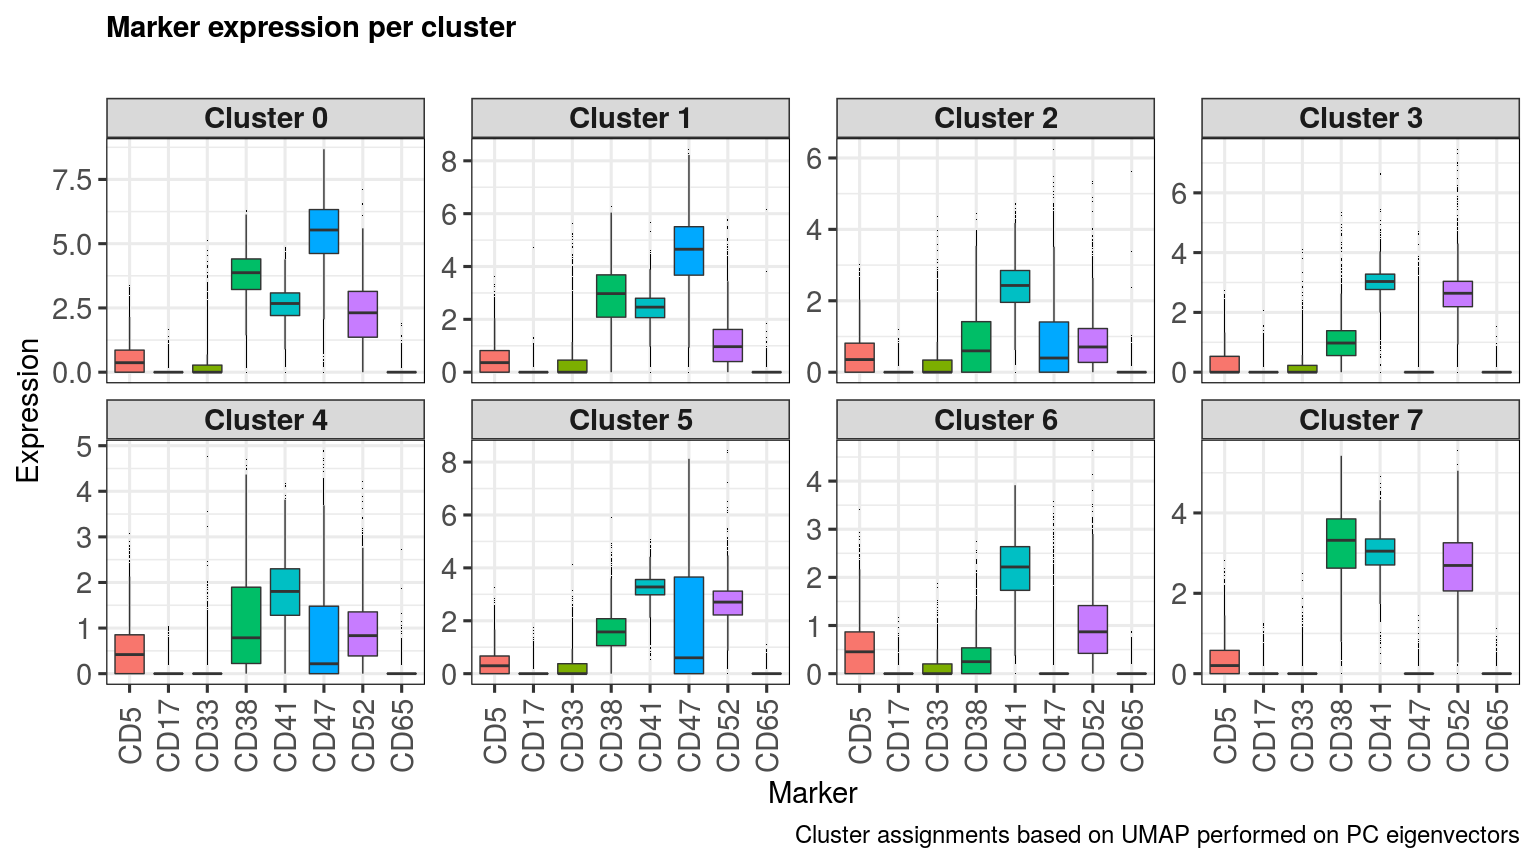 Marker expression per cluster
Cluster 0
Cluster 1
Cluster 2
Cluster 3
7.5
5.0
2.5
0.0
8
6
4
2
0
6
4
2
0
6
4
2
0
Expression
Cluster 4
Cluster 5
Cluster 6
Cluster 7
5
4
3
2
1
0
8
6
4
2
0
4
3
2
1
0
4
2
0
CD5 CD17 CD33 CD38 CD41 CD47 CD52 CD65
CD5 CD17 CD33 CD38 CD41 CD47 CD52 CD65
CD5 CD17 CD33 CD38 CD41 CD47 CD52 CD65
CD5 CD17 CD33 CD38 CD41 CD47 CD52 CD65
Marker
Cluster assignments based on UMAP performed on PC eigenvectors